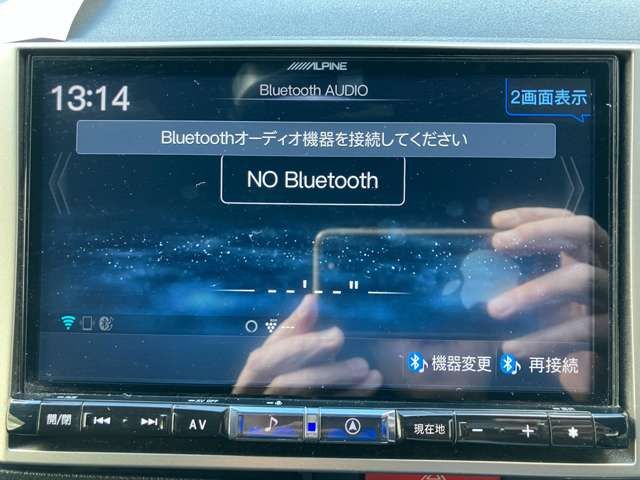 ALPINE
13:14
Bluetooth AUDIO
2画面表示
Bluetoothオーディオ機器を接続してください
NO Bluetooth
--'--"
---
機器変更
再接続
開/閉
AV
現在地
- + *